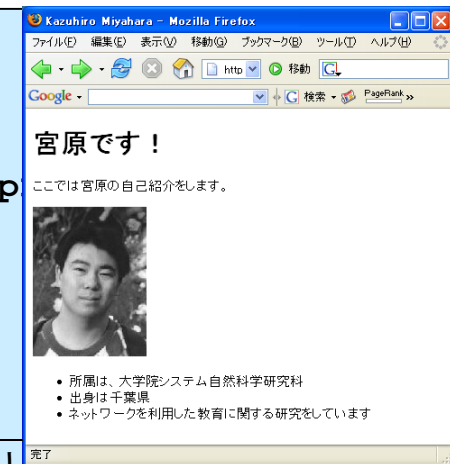 Kazuhiro Miyahara - Mozilla Firefox
ファイル(F) 編集(E) 表示(V) 移動(G) ブックマーク(B) ツール(T) ヘルプ(H)
http 移動 G
Google G 検索 PageRank »
宮原です！
p
ここでは宮原の自己紹介をします。
• 所属は、大学院システム自然科学研究科
• 出身は千葉県
• ネットワークを利用した教育に関する研究をしています
完了